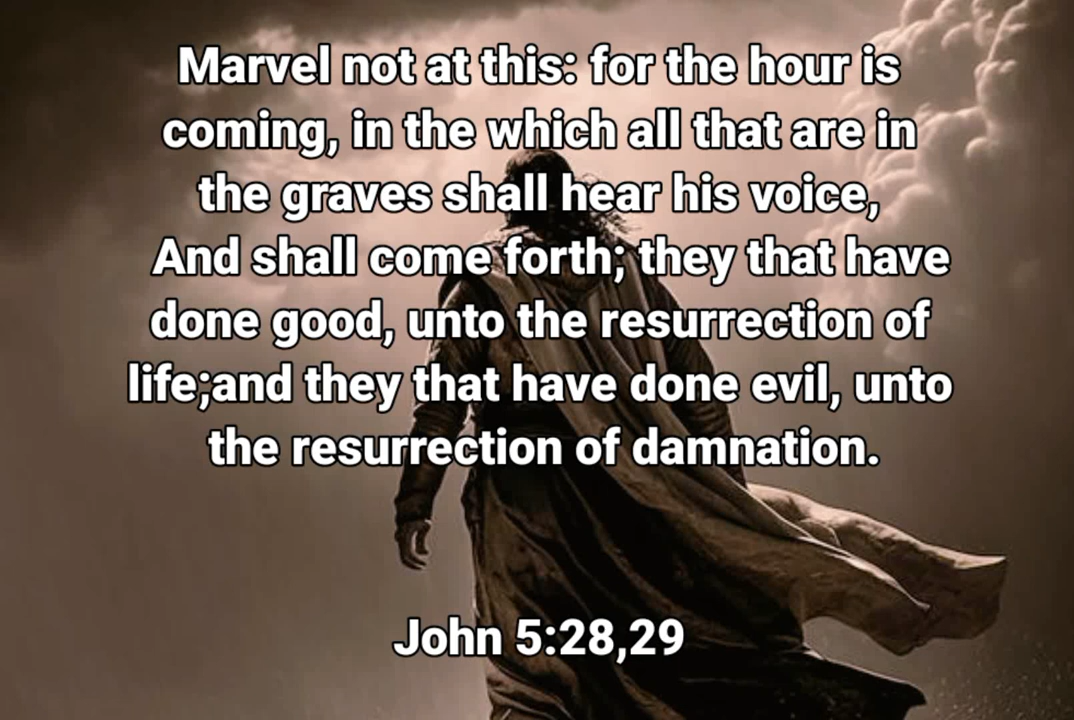 Marvel not at this: for the hour is
coming, in the which all that are in
the graves shall hear his voice,
And shall come forth; they that have
done good, unto the resurrection of
life;and they that have done evil, unto
the resurrection of damnation.
John 5:28,29